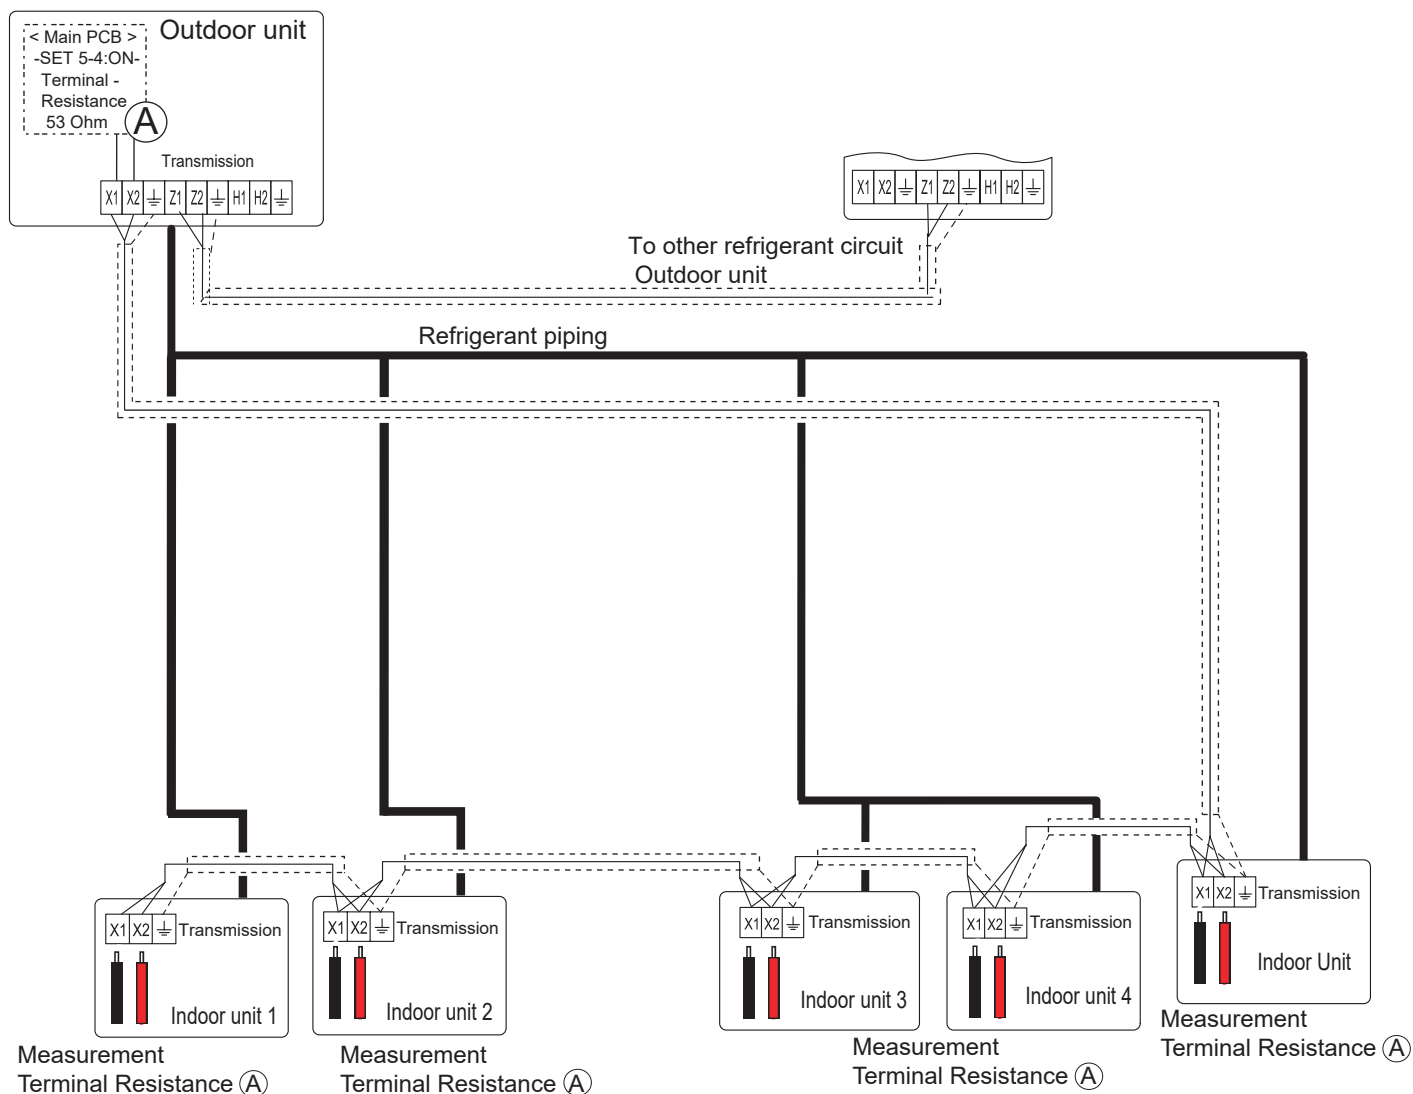 Outdoor unit
< Main PCB >
-SET 5-4:ON-
Terminal -
Resistance
53 Ohm
A
Transmission
X1 X2 Z1 Z2 H1 H2
X1 X2 Z1 Z2 H1 H2
To other refrigerant circuit
Outdoor unit
Refrigerant piping
X1 X2 Transmission
Indoor unit 1
Measurement
Terminal Resistance A
X1 X2 Transmission
Indoor unit 2
Measurement
Terminal Resistance A
X1 X2 Transmission
Indoor unit 3
X1 X2 Transmission
Indoor unit 4
Measurement
Terminal Resistance A
X1 X2 Transmission
Indoor Unit
Measurement
Terminal Resistance A